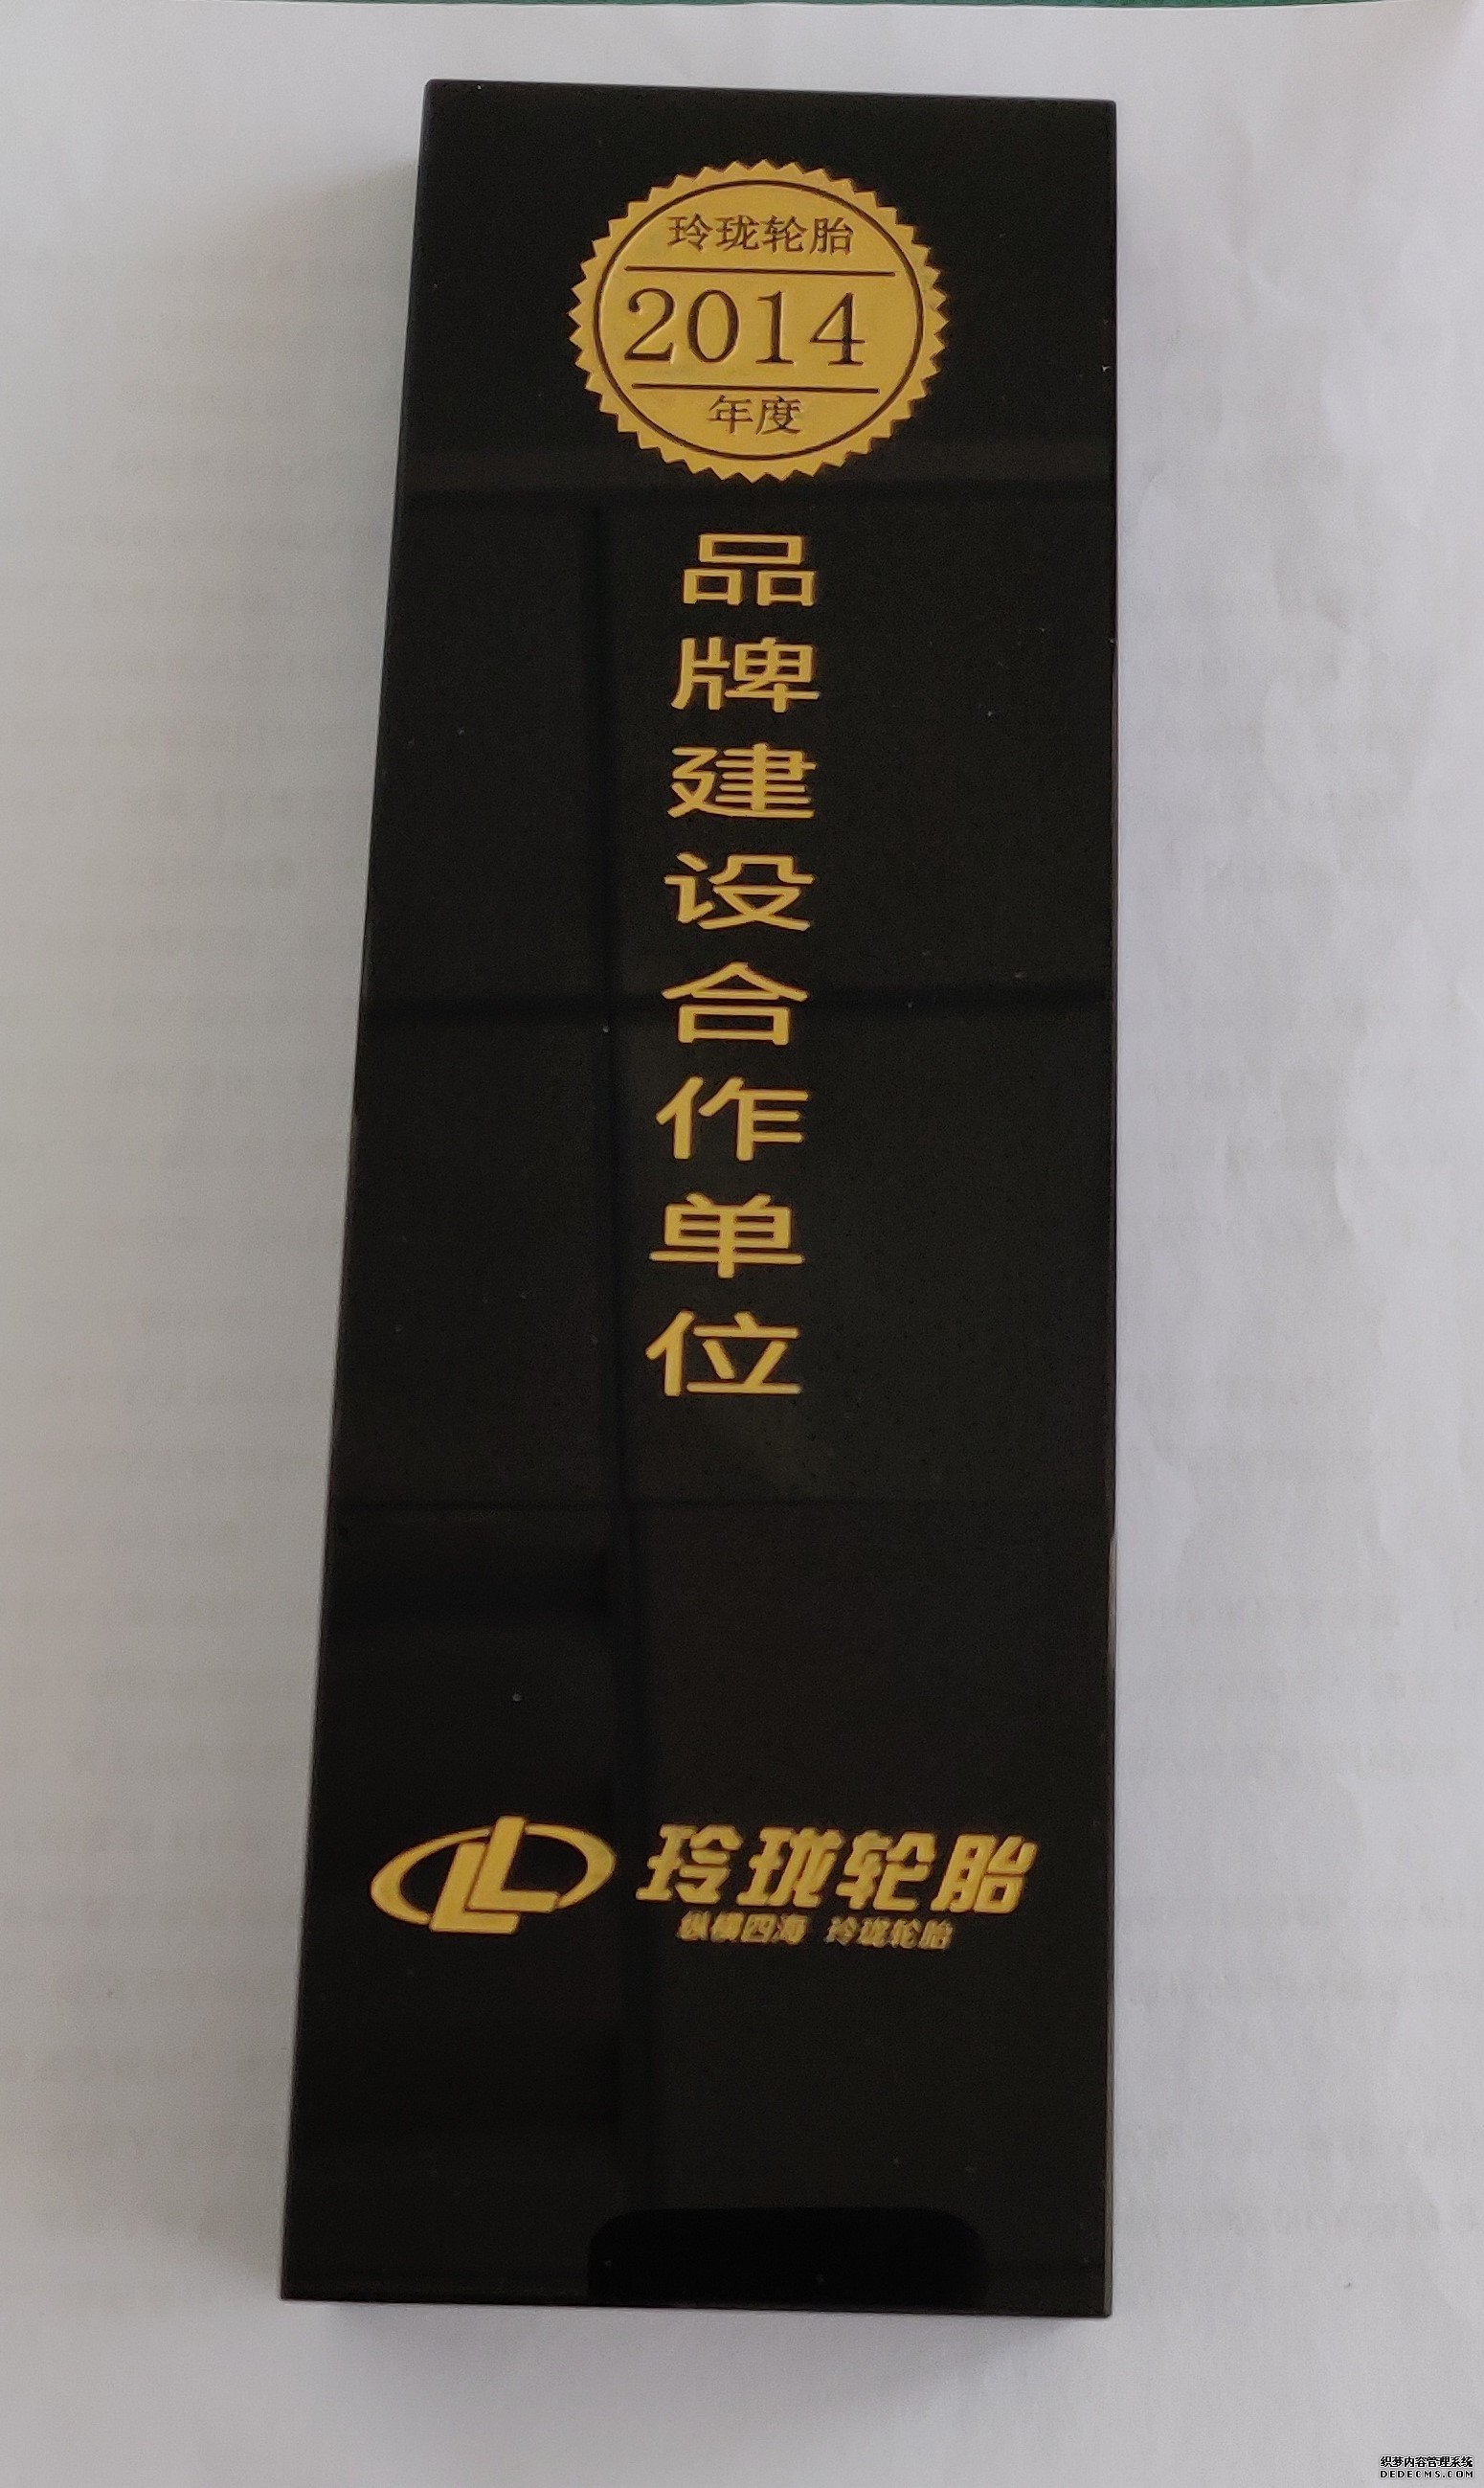 玲珑轮胎
2014
年度
品牌建设合作单位
玲珑轮胎
纵横四海 玲珑轮胎
织梦内容管理系统
DEDECMS.COM